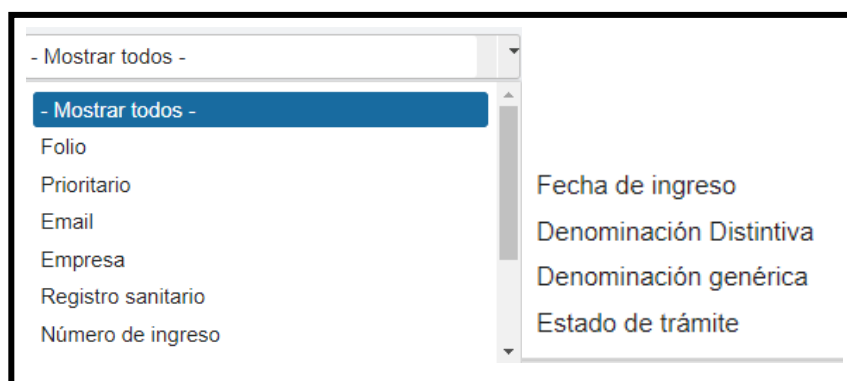 - Mostrar todos -
- Mostrar todos -
Folio
Prioritario
Email
Empresa
Registro sanitario
Número de ingreso
Fecha de ingreso
Denominación Distintiva
Denominación genérica
Estado de trámite